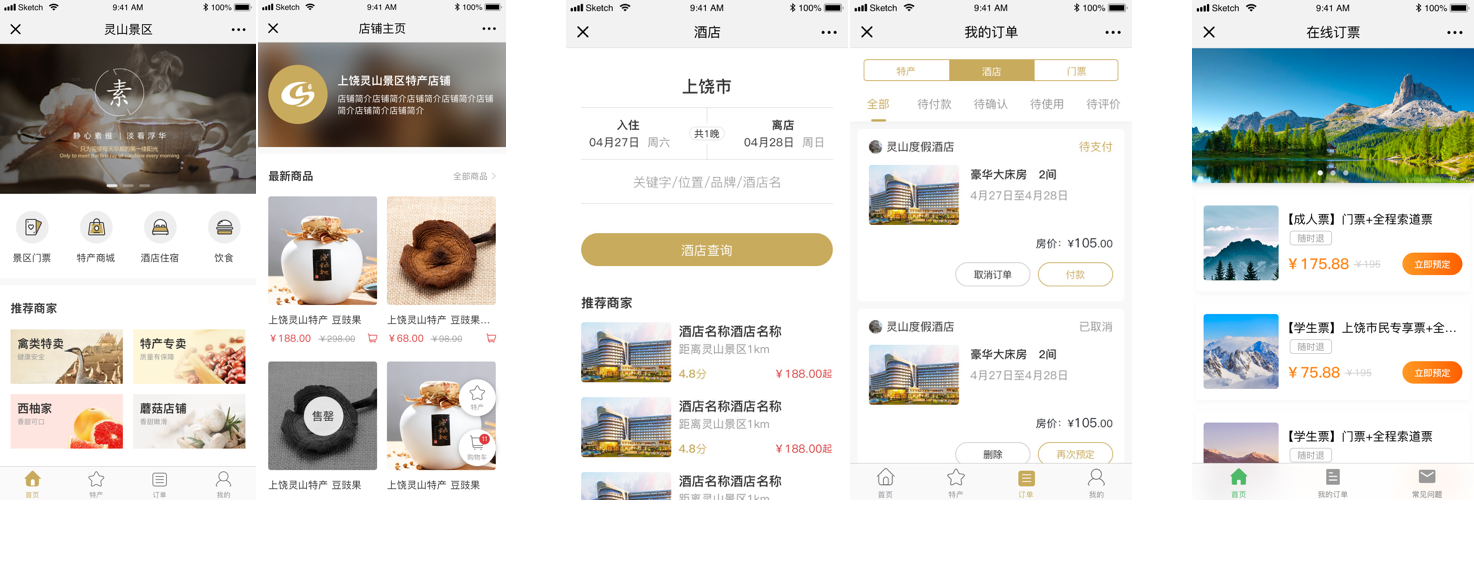 Sketch 9:41 AM 100%
灵山景区
素
静心素根 | 淡看浮华
Only to meet the first ray of sunshine every morning
景区门票 特产商城 酒店住宿 饮食
推荐商家
禽类特卖
健康安全
特产专卖
质量有保障
西柚家
香甜可口
蘑菇店铺
香甜嫩滑
首页 特产 订单 我的
Sketch 9:41 AM 100%
店铺主页
上饶灵山景区特产店铺
店铺简介店铺简介店铺简介店铺简介店铺
简介店铺简介店铺简介
最新商品 全部商品
上饶灵山特产 豆豉果
¥188.00 ¥298.00
上饶灵山特产 豆豉果...
¥68.00 ¥98.00
售罄
特产
11
购物车
上饶灵山特产 豆豉果
上饶灵山特产 豆豉果
Sketch 9:41 AM 100%
酒店
上饶市
入住 离店
04月27日 周六 共1晚 04月28日 周日
关键字/位置/品牌/酒店名
酒店查询
推荐商家
酒店名称酒店名称
距离灵山景区1km
4.8分 ¥188.00起
酒店名称酒店名称
距离灵山景区1km
4.8分 ¥188.00起
酒店名称酒店名称
距离灵山景区1km
Sketch 9:41 AM 100%
我的订单
特产 酒店 门票
全部 待付款 待确认 待使用 待评价
灵山度假酒店 待支付
豪华大床房 2间
4月27日至4月28日
房价: ¥105.00
取消订单 付款
灵山度假酒店 已取消
豪华大床房 2间
4月27日至4月28日
房价: ¥105.00
删除 再次预定
首页 特产 订单 我的
Sketch 9:41 AM 100%
在线订票
【成人票】门票+全程索道票
随时退
¥175.88 ¥195 立即预定
【学生票】上饶市民专享票+全...
随时退
¥75.88 ¥195 立即预定
【学生票】门票+全程索道票
随时退
首页 我的订单 常见问题